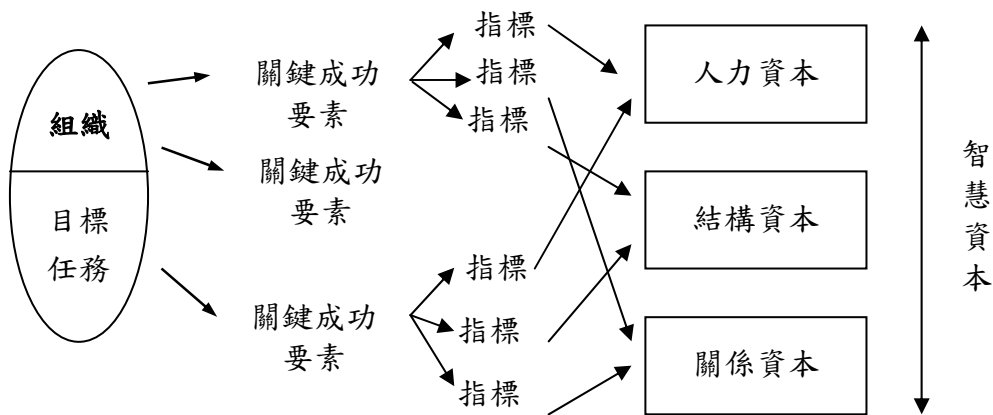 組織
目標
任務
關鍵成功
要素
關鍵成功
要素
關鍵成功
要素
指標
指標
指標
指標
指標
指標
人力資本
結構資本
關係資本
智慧資本